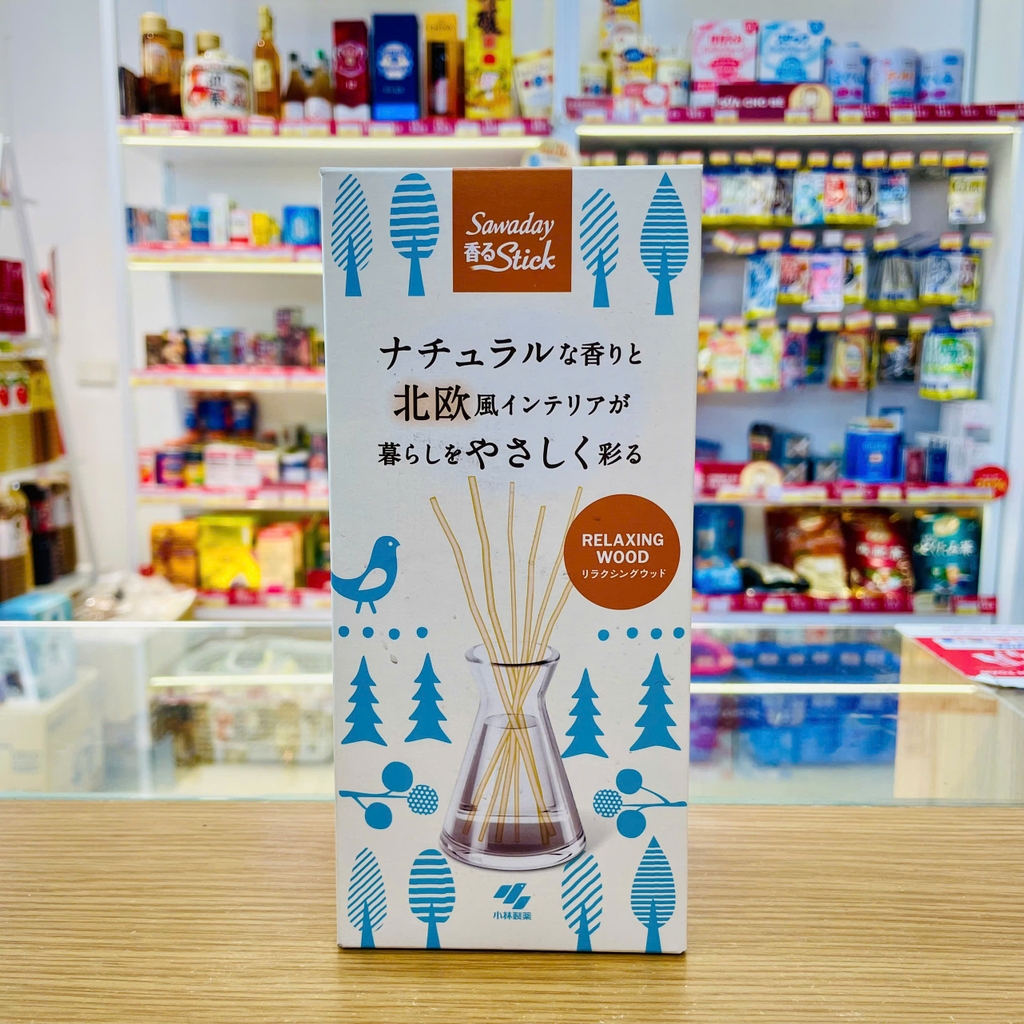 Sawaday
香るStick
ナチュラルな香りと
北欧風インテリアが
暮らしをやさしく彩る
RELAXING
WOOD
リラクシングウッド
小林製薬